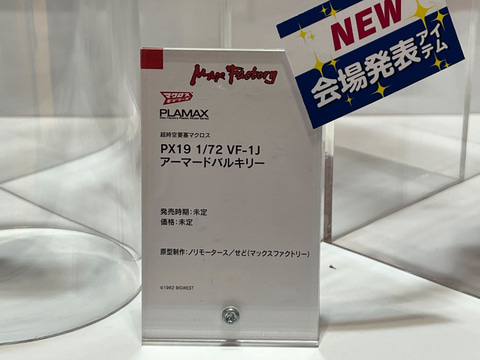 NEW
会場発表アイテム
Max Factory
マクロス
PLAMAX
超時空要塞マクロス
PX19 1/72 VF-1J
アーマードバルキリー
発売時期:未定
価格:未定
原型制作:ノリモータース/せど(マックスファクトリー)
©1982 BIGWEST